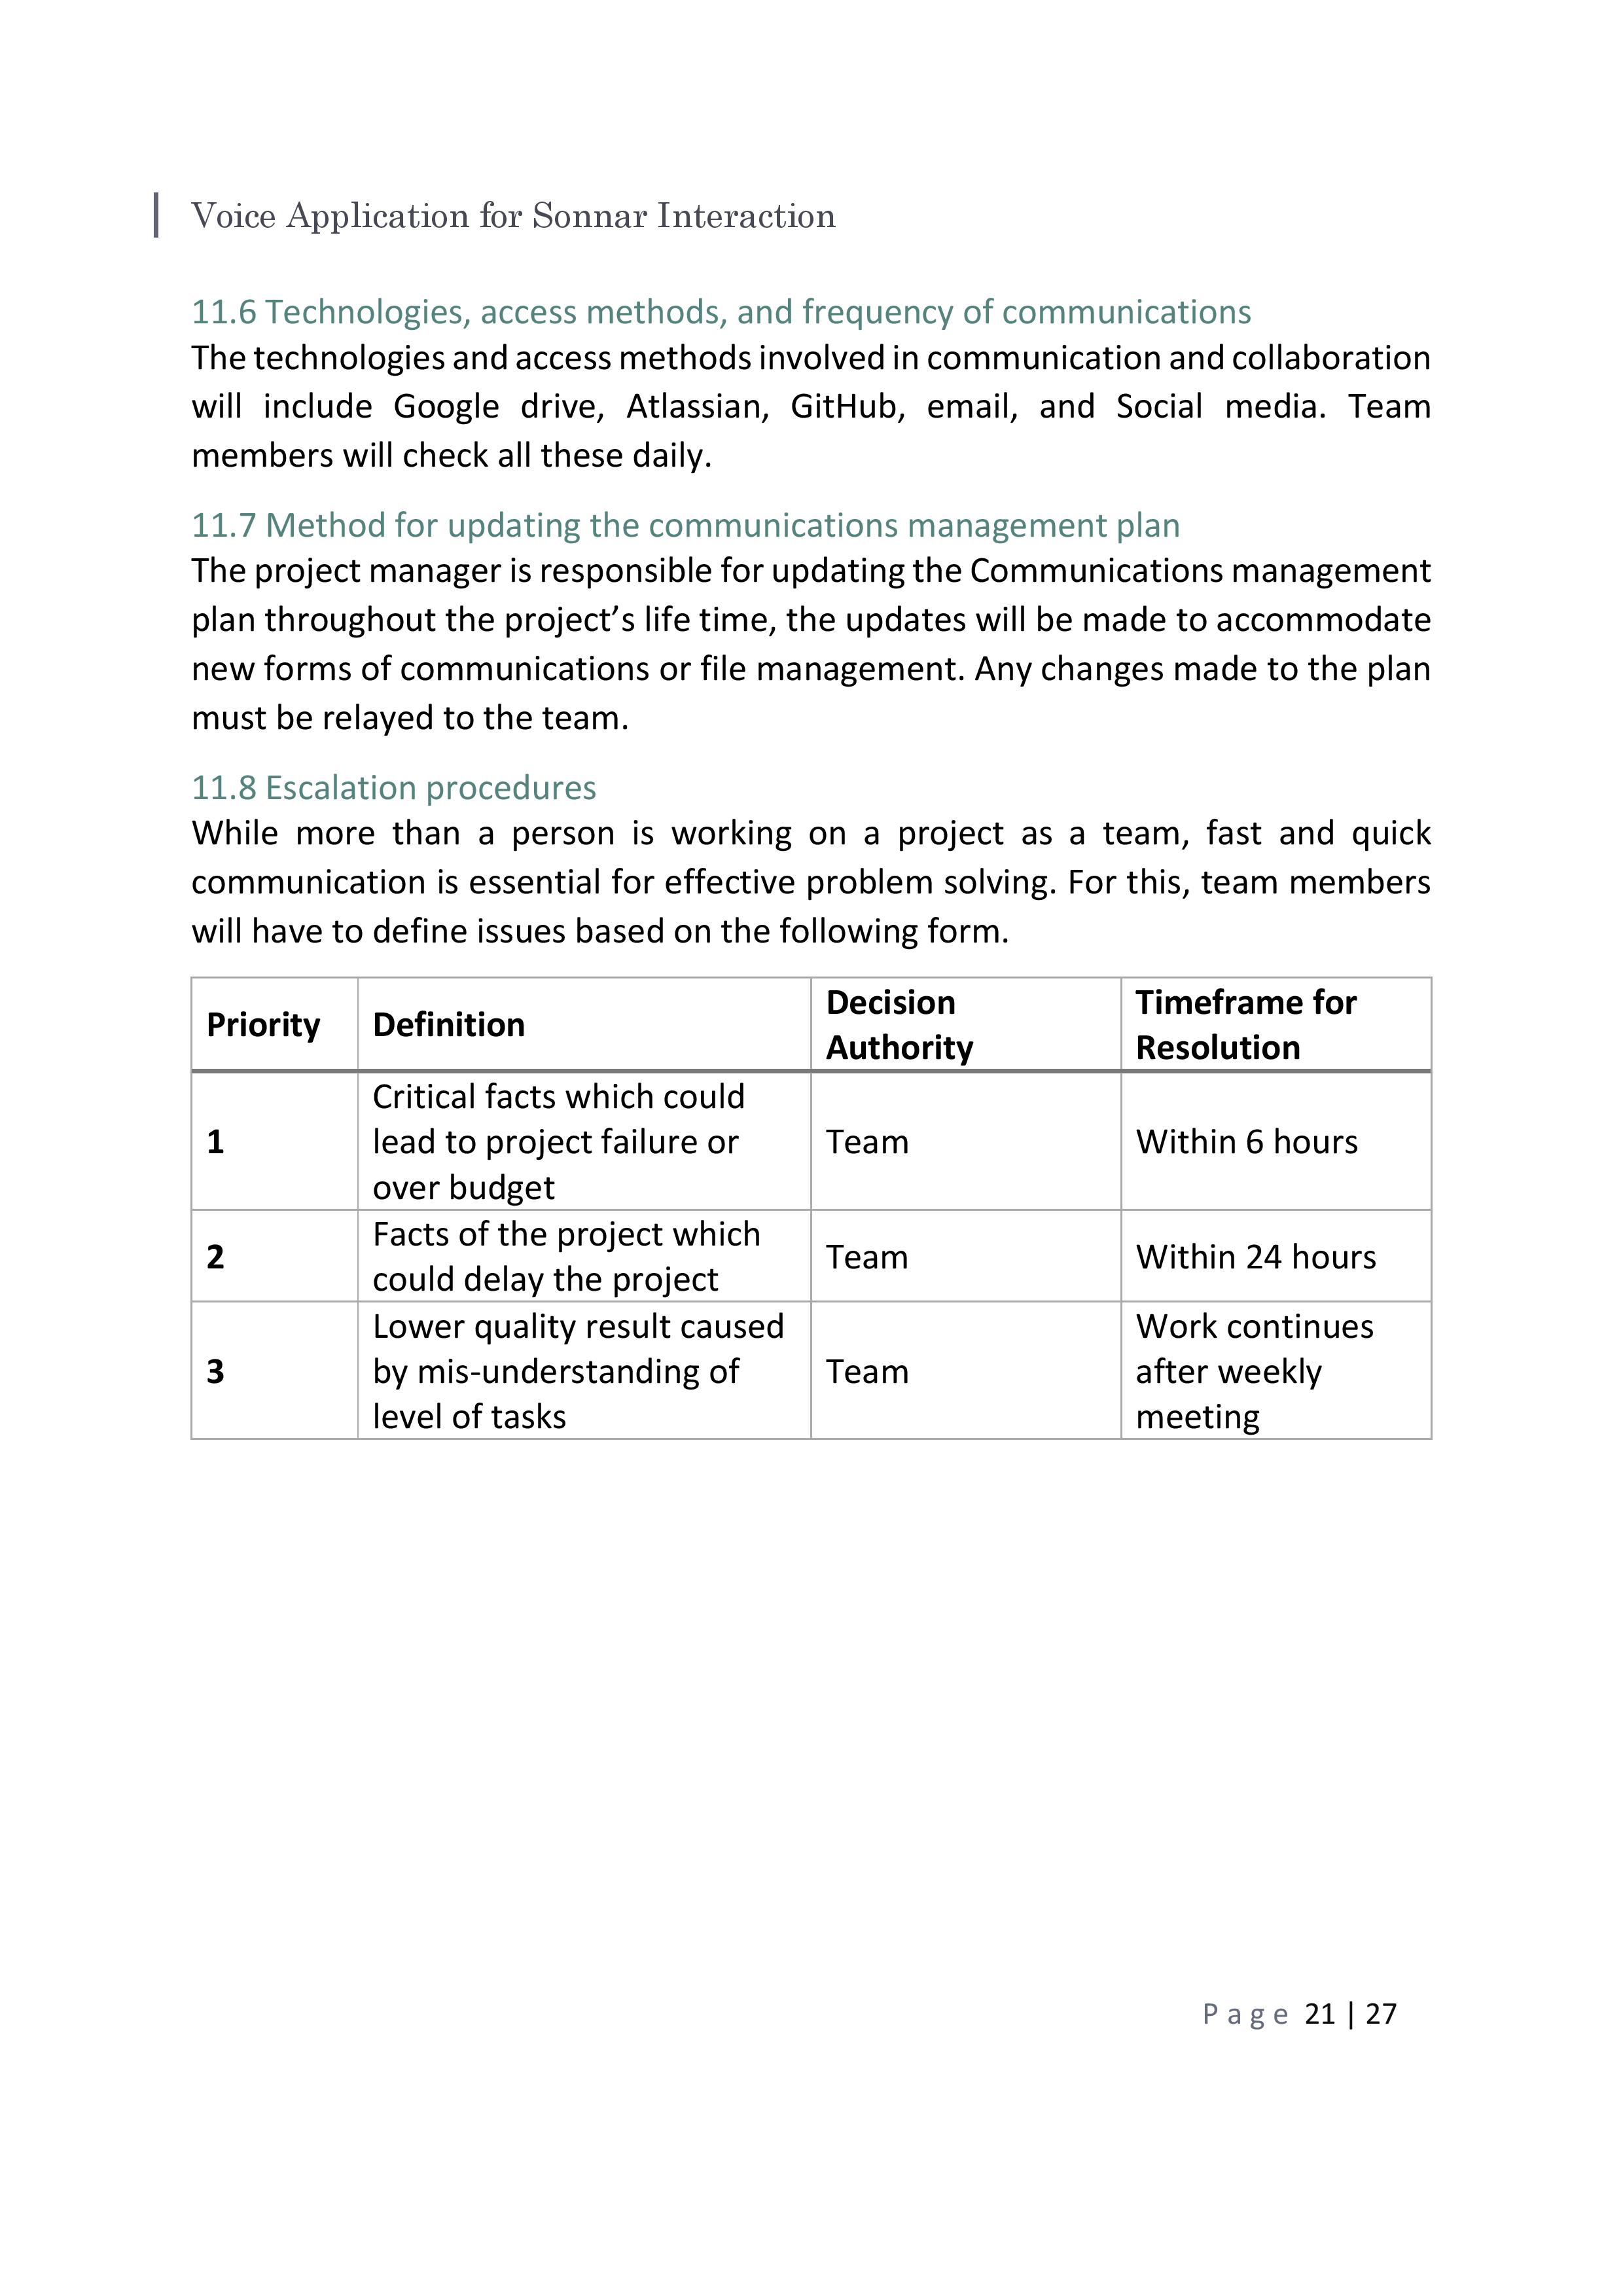 Voice Application for Sonnar Interaction
11.6 Technologies, access methods, and frequency of communications
The technologies and access methods involved in communication and collaboration
will include Google drive, Atlassian, GitHub, email, and Social media. Team
members will check all these daily.
11.7 Method for updating the communications management plan
The project manager is responsible for updating the Communications management
plan throughout the project’s life time, the updates will be made to accommodate
new forms of communications or file management. Any changes made to the plan
must be relayed to the team.
11.8 Escalation procedures
While more than a person is working on a project as a team, fast and quick
communication is essential for effective problem solving. For this, team members
will have to define issues based on the following form.
Priority
Definition
Decision
Authority
Timeframe for
Resolution
1
Critical facts which could
lead to project failure or
over budget
Team
Within 6 hours
2
Facts of the project which
could delay the project
Team
Within 24 hours
3
Lower quality result caused
by mis-understanding of
level of tasks
Team
Work continues
after weekly
meeting
Page 21 | 27